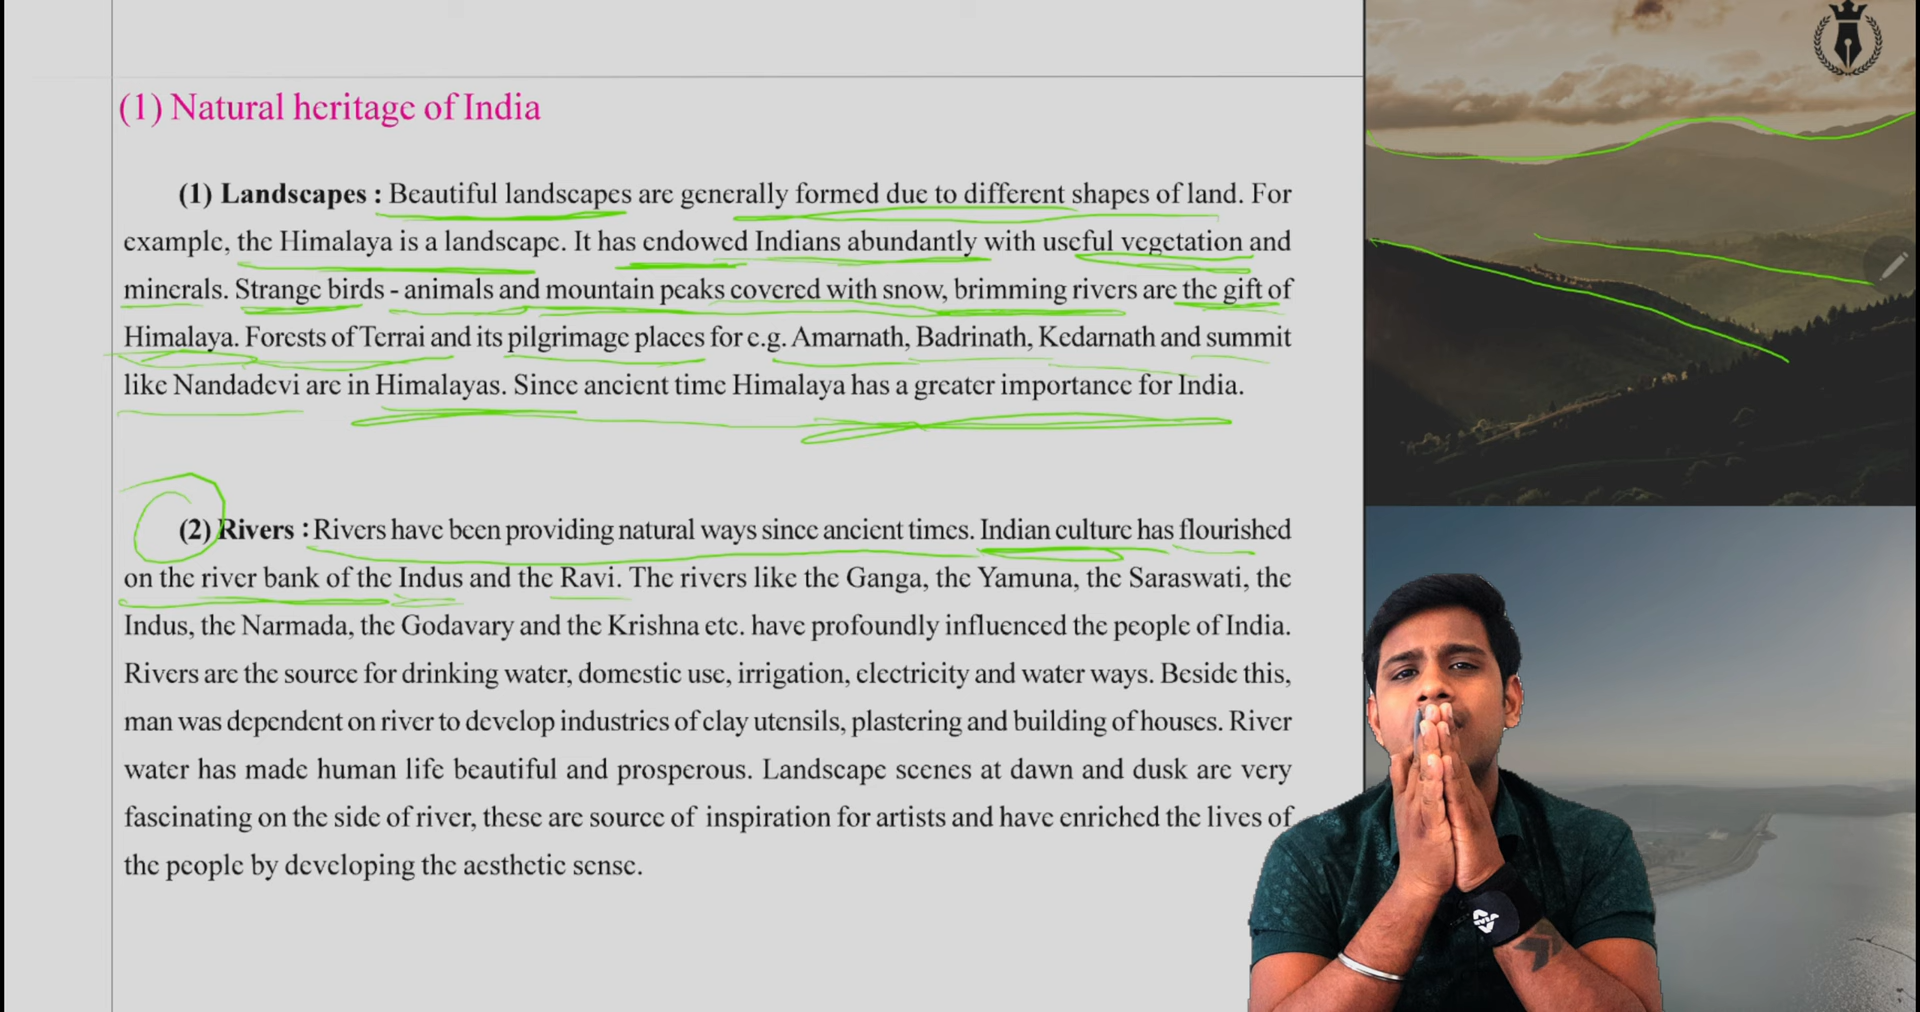 (1) Natural heritage of India
(1) Landscapes : Beautiful landscapes are generally formed due to different shapes of land. For
example, the Himalaya is a landscape. It has endowed Indians abundantly with useful vegetation and
minerals. Strange birds - animals and mountain peaks covered with snow, brimming rivers are the gift of
Himalaya. Forests of Terrai and its pilgrimage places for e.g. Amarnath, Badrinath, Kedarnath and summit
like Nandadevi are in Himalayas. Since ancient time Himalaya has a greater importance for India.
(2) Rivers : Rivers have been providing natural ways since ancient times. Indian culture has flourished
on the river bank of the Indus and the Ravi. The rivers like the Ganga, the Yamuna, the Saraswati, the
Indus, the Narmada, the Godavary and the Krishna etc. have profoundly influenced the people of India.
Rivers are the source for drinking water, domestic use, irrigation, electricity and water ways. Beside this,
man was dependent on river to develop industries of clay utensils, plastering and building of houses. River
water has made human life beautiful and prosperous. Landscape scenes at dawn and dusk are very
fascinating on the side of river, these are source of inspiration for artists and have enriched the lives of
the people by developing the aesthetic sense.